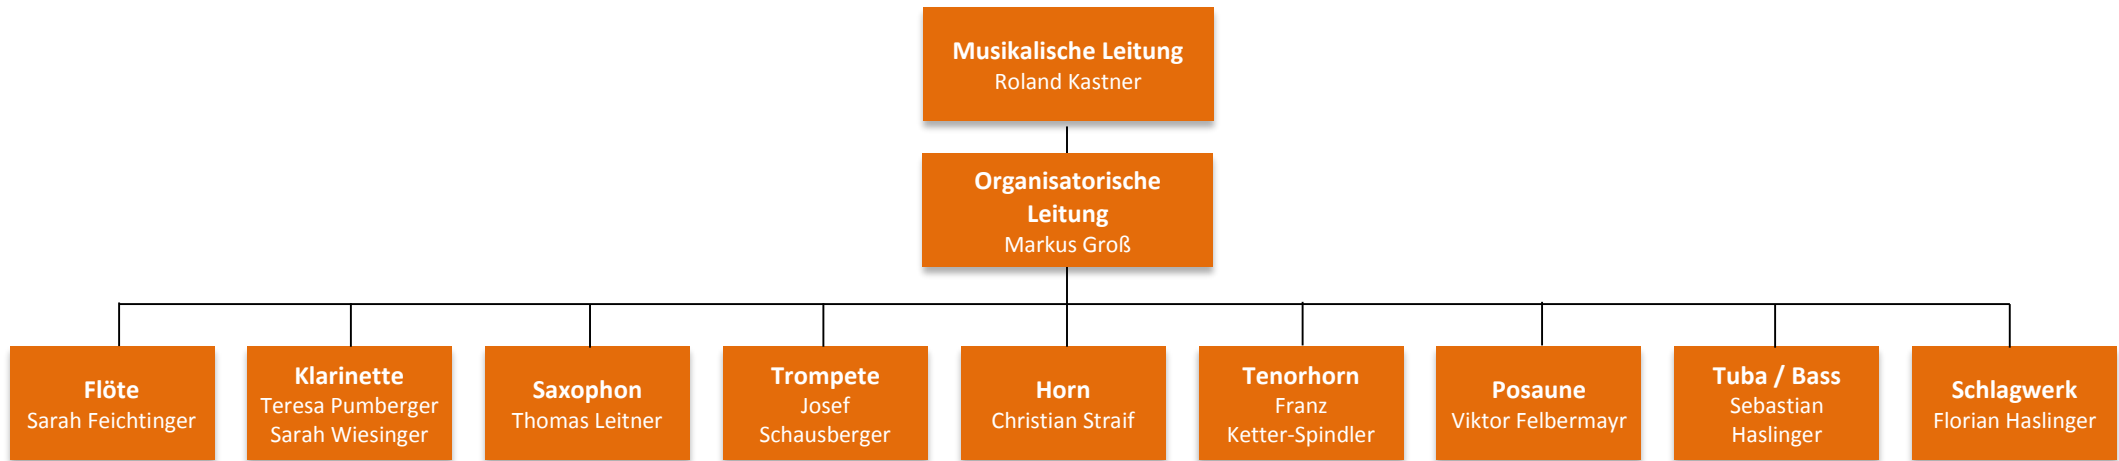 Musikalische Leitung
Roland Kastner
Organisatorische
Leitung
Markus Groß
Flöte
Sarah Feichtinger
Klarinette
Teresa Pumberger
Sarah Wiesinger
Saxophon
Thomas Leitner
Trompete
Josef
Schausberger
Horn
Christian Straif
Tenorhorn
Franz
Ketter-Spindler
Posaune
Viktor Felbermayr
Tuba / Bass
Sebastian
Haslinger
Schlagwerk
Florian Haslinger